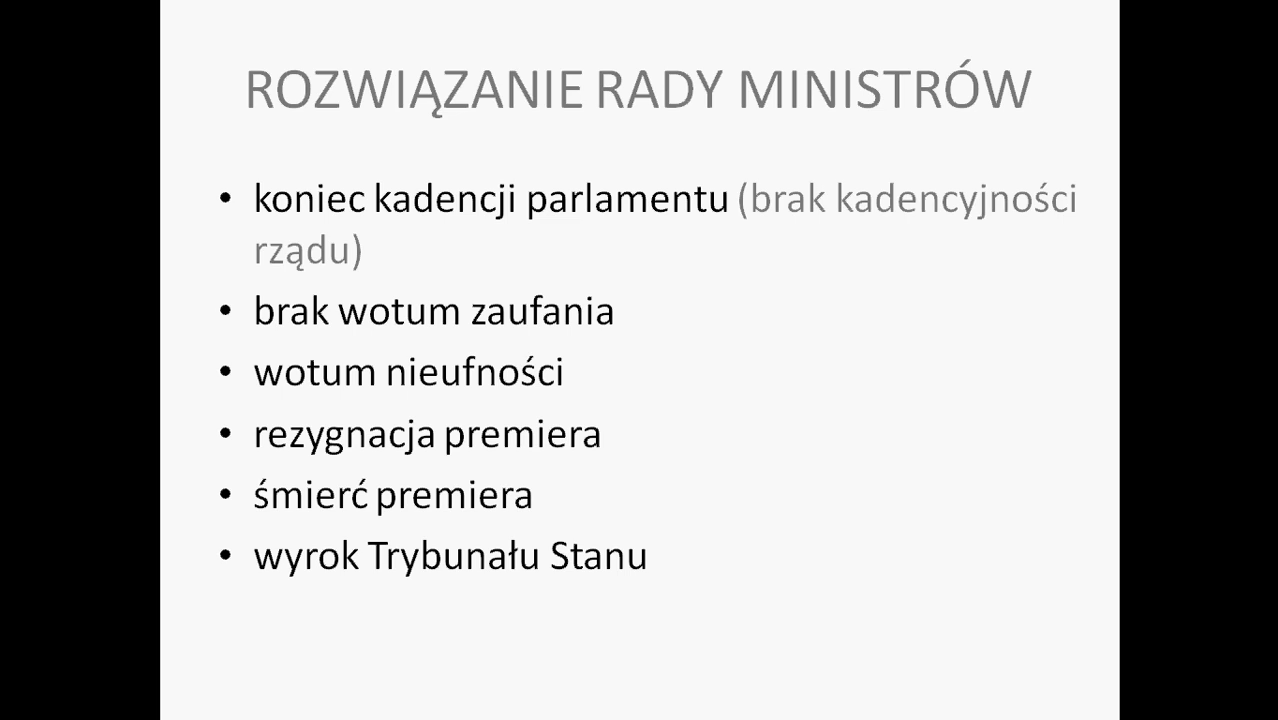 ROZWIĄZANIE RADY MINISTRÓW
• koniec kadencji parlamentu (brak kadencyjności
rządu)
• brak wotum zaufania
• wotum nieufności
• rezygnacja premiera
• śmierć premiera
• wyrok Trybunału Stanu